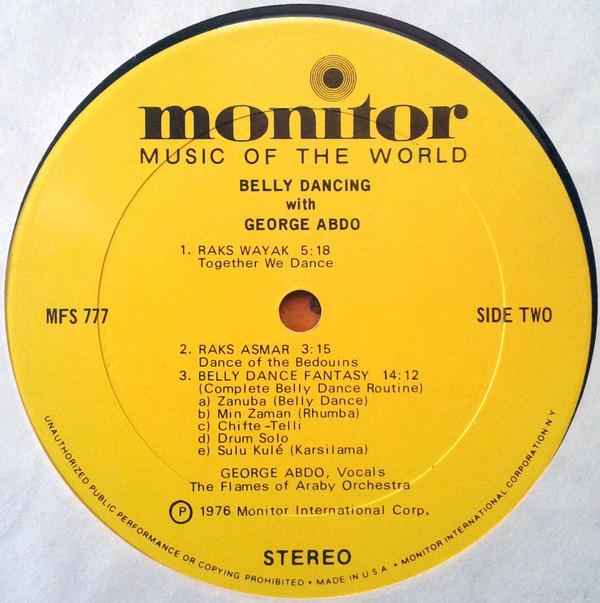 monitor
MUSIC OF THE WORLD
BELLY DANCING
with
GEORGE ABDO
1. RAKS WAYAK 5:18
Together We Dance
MFS 777
SIDE TWO
2. RAKS ASMAR 3:15
Dance of the Bedouins
3. BELLY DANCE FANTASY 14:12
(Complete Belly Dance Routine)
a) Zanuba (Belly Dance)
b) Min Zaman (Rhumba)
c) Chifte-Telli
d) Drum Solo
e) Sulu Kulé (Karsilama)
GEORGE ABDO, Vocals
The Flames of Araby Orchestra
Ⓟ 1976 Monitor International Corp.
STEREO
UNAUTHORIZED PUBLIC PERFORMANCE OR COPYING PROHIBITED • MADE IN U S A • MONITOR INTERNATIONAL CORPORATION N Y